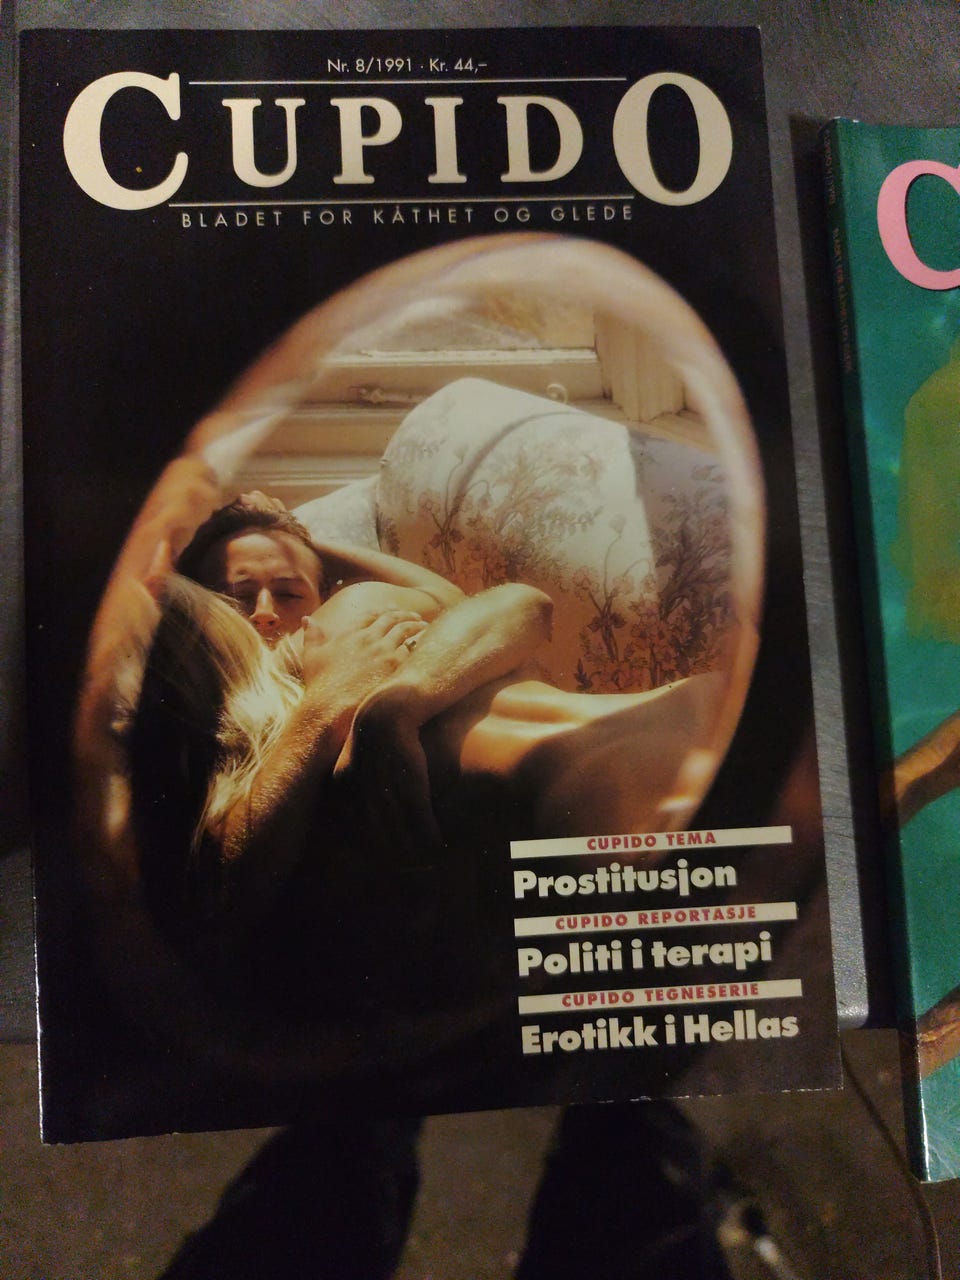 Nr. 8/1991 · Kr. 44,–
CUPIDO
BLADET FOR KÅTHET OG GLEDE
CUPIDO TEMA
Prostitusjon
CUPIDO REPORTASJE
Politi i terapi
CUPIDO TEGNESERIE
Erotikk i Hellas
C